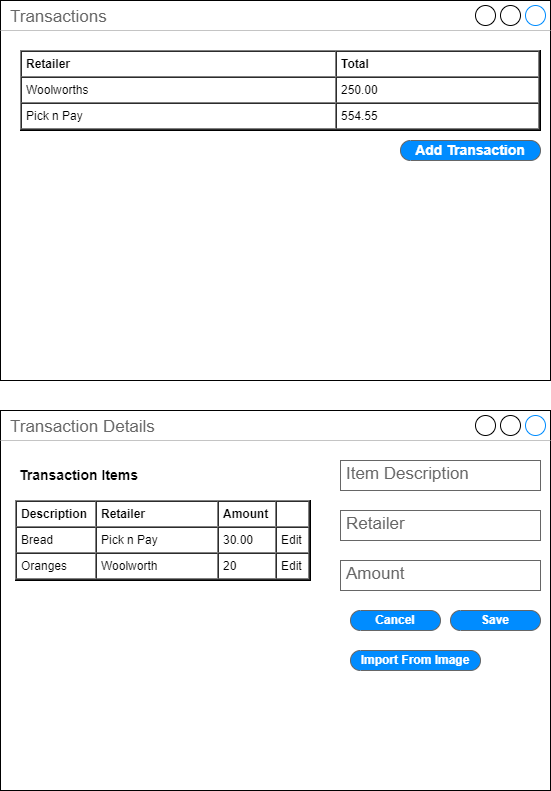 Transactions
Retailer Total
Woolworths 250.00
Pick n Pay 554.55
Add Transaction
Transaction Details
Transaction Items
Description Retailer Amount
Bread Pick n Pay 30.00 Edit
Oranges Woolworth 20 Edit
Item Description
Retailer
Amount
Cancel Save
Import From Image